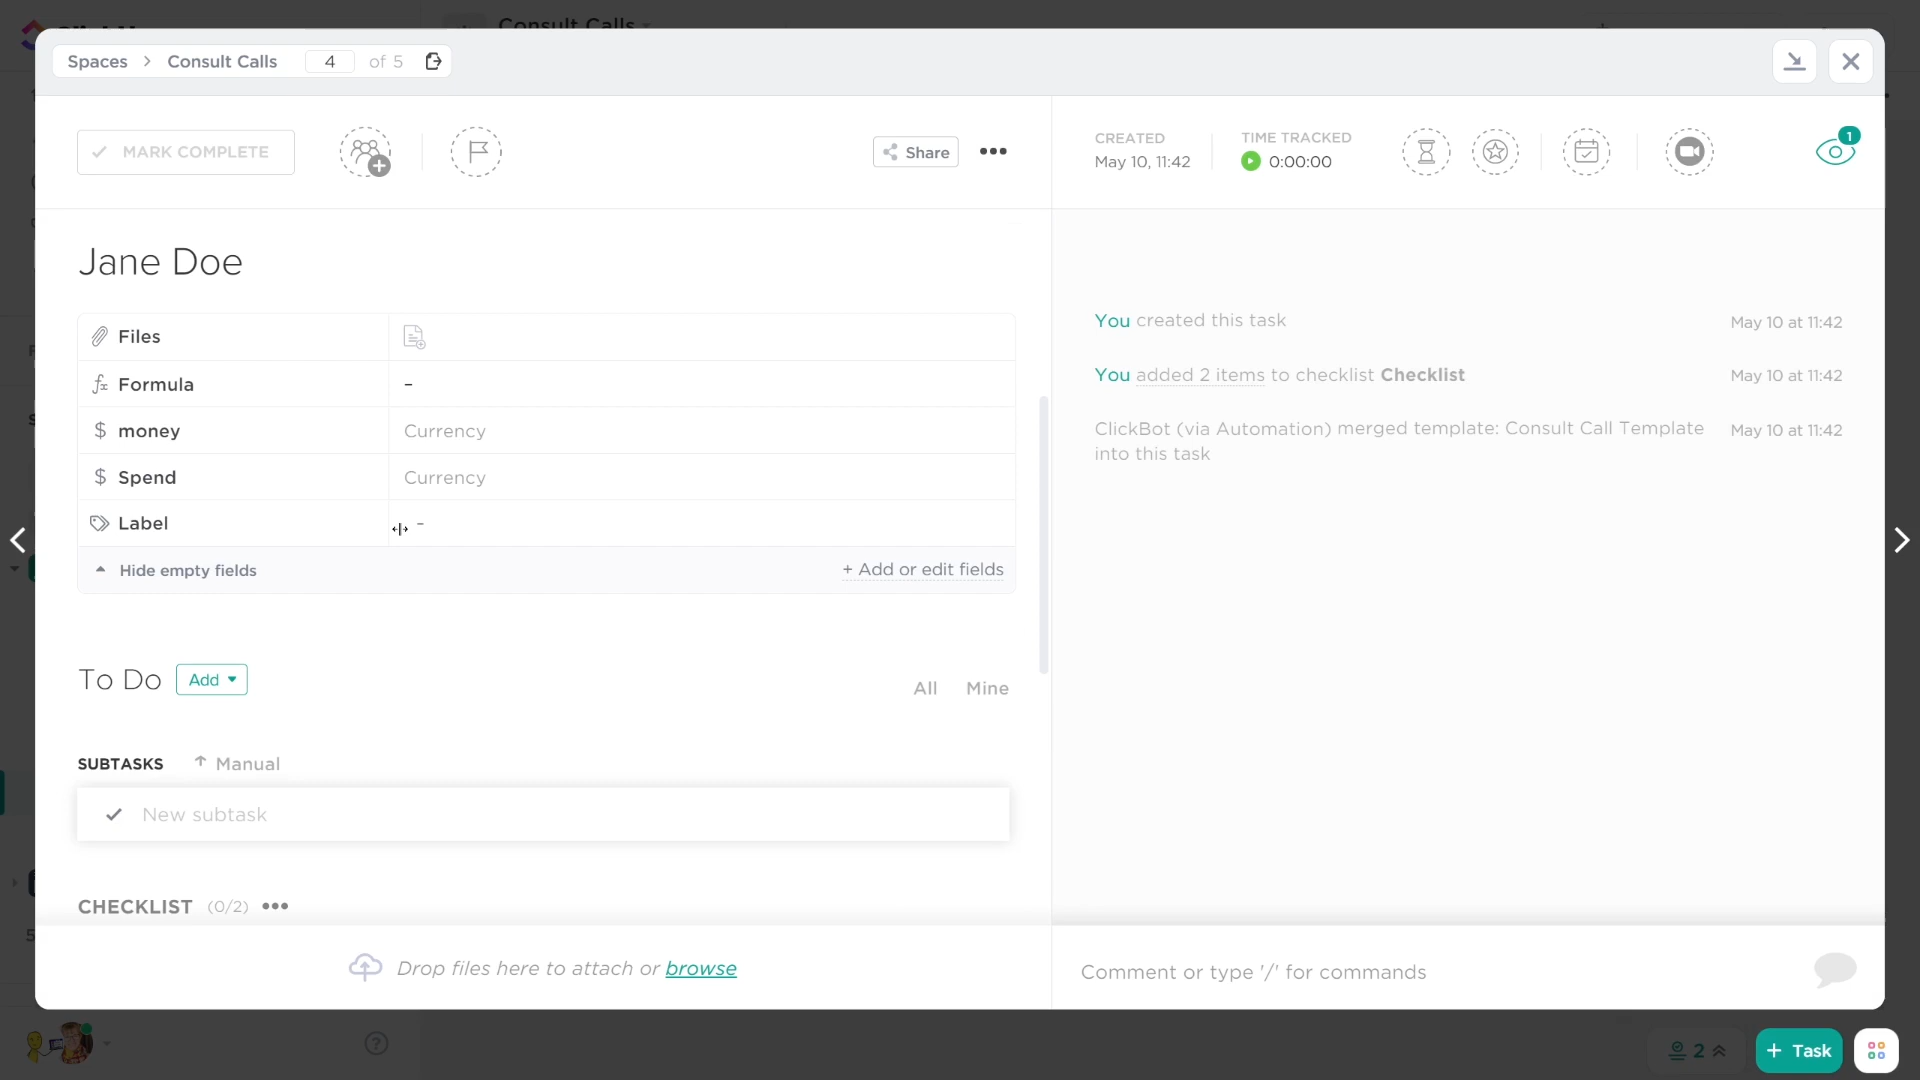 Consult Calls
Spaces > Consult Calls 4 of 5
MARK COMPLETE
Share
CREATED
May 10, 11:42
TIME TRACKED
0:00:00
1
Jane Doe
Files
Formula –
money Currency
Spend Currency
Label –
Hide empty fields
+ Add or edit fields
To Do Add
All Mine
SUBTASKS Manual
New subtask
CHECKLIST (0/2)
Drop files here to attach or browse
You created this task May 10 at 11:42
You added 2 items to checklist Checklist May 10 at 11:42
ClickBot (via Automation) merged template: Consult Call Template May 10 at 11:42
into this task
Comment or type '/' for commands
2
+ Task